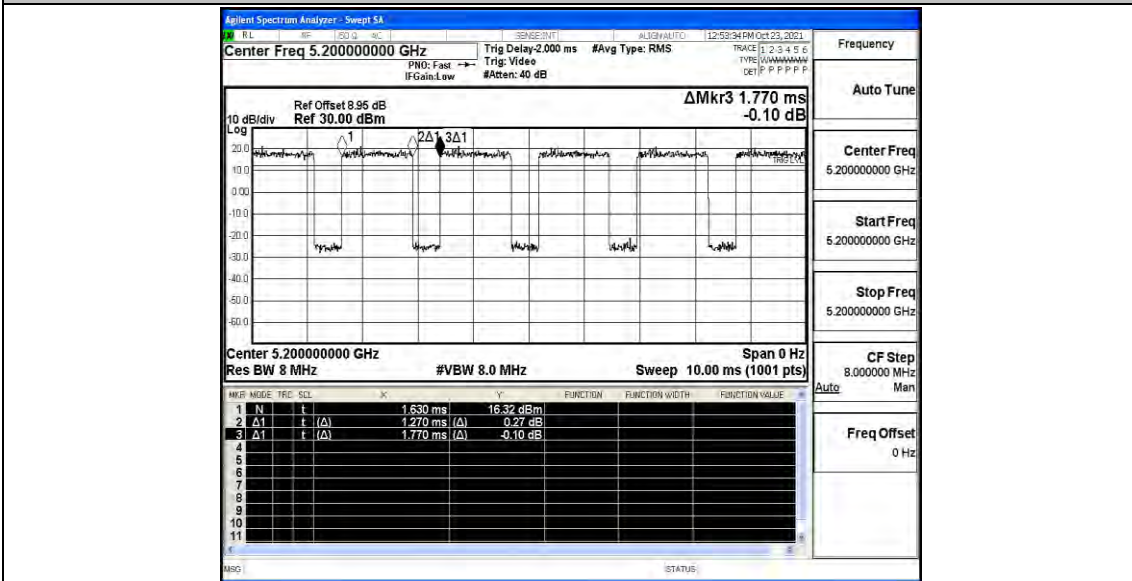 Agilent Spectrum Analyzer - Swept SA
RL RF 50 Ω AC SENSE:INT ALIGNAUTO 12:53:34 PM Oct 23, 2021
Center Freq 5.200000000 GHz
PNO: Fast
IFGain:Low
Trig Delay-2.000 ms
Trig: Video
#Atten: 40 dB
#Avg Type: RMS
TRACE 1 2 3 4 5 6
TYPE
DET P P P P P P
Ref Offset 8.95 dB
10 dB/div Ref 30.00 dBm
Log
ΔMkr3 1.770 ms
-0.10 dB
1
2Δ1
3Δ1
TRIG LVL
20.0
10.0
0.00
-10.0
-20.0
-30.0
-40.0
-50.0
-60.0
Center 5.200000000 GHz Span 0 Hz
Res BW 8 MHz #VBW 8.0 MHz Sweep 10.00 ms (1001 pts)
MKR MODE TRC SCL X Y FUNCTION FUNCTION WIDTH FUNCTION VALUE
1 N t 1.630 ms 16.32 dBm
2 Δ1 t (Δ) 1.270 ms (Δ) 0.27 dB
3 Δ1 t (Δ) 1.770 ms (Δ) -0.10 dB
4
5
6
7
8
9
10
11
MSG STATUS
Frequency
Auto Tune
Center Freq
5.200000000 GHz
Start Freq
5.200000000 GHz
Stop Freq
5.200000000 GHz
CF Step
8.000000 MHz
Auto Man
Freq Offset
0 Hz